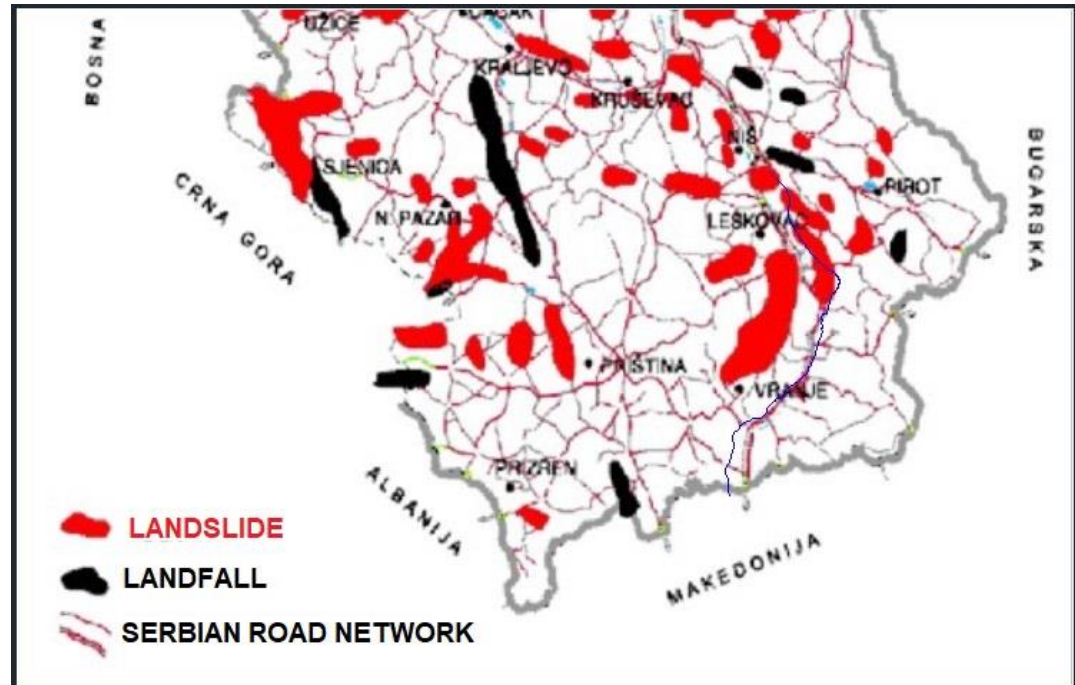 ČAČAK
UŽICE
BOSNA
KRALJEVO
KRUŠEVAC
NIŠ
BUGARSKA
SJENICA
PIROT
CRNA GORA
N. PAZAR
LESKOVAC
PRIŠTINA
VRANJE
PRIZREN
ALBANIJA
MAKEDONIJA
LANDSLIDE
LANDFALL
SERBIAN ROAD NETWORK